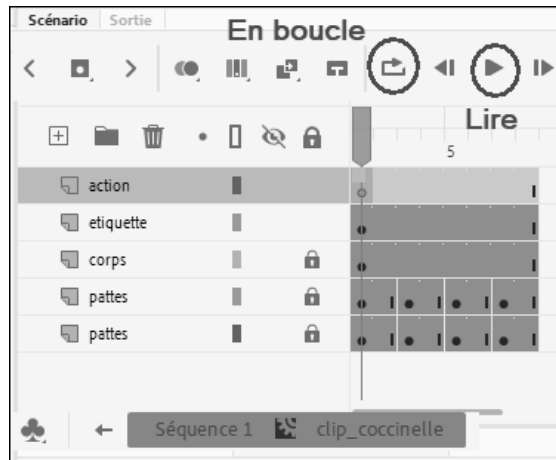 Scénario Sortie
En boucle
Lire
5
action
etiquette
corps
pattes
pattes
Séquence 1 clip_coccinelle